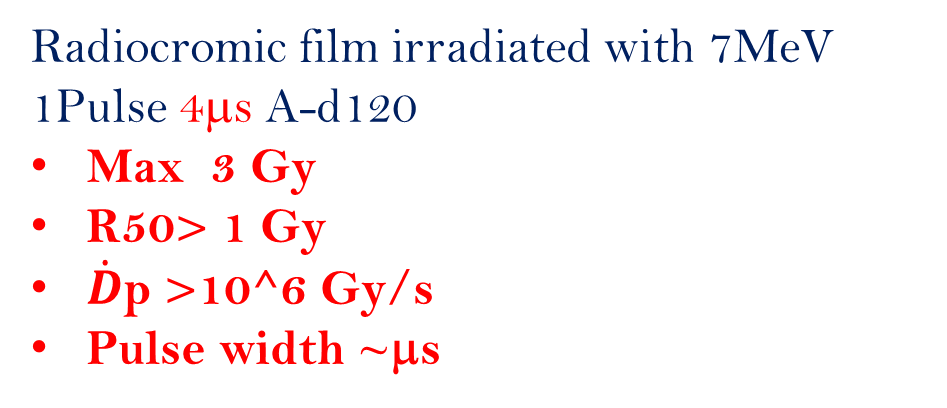 Radiocromic film irradiated with 7MeV
1Pulse 4μs A-d120
• Max 3 Gy
• R50> 1 Gy
• Ḋp >10^6 Gy/s
• Pulse width ~μs